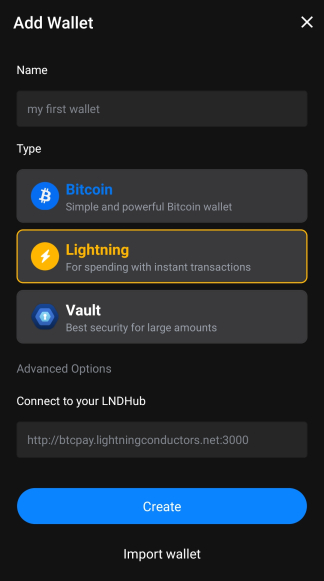 Add Wallet
Name
my first wallet
Type
Bitcoin
Simple and powerful Bitcoin wallet
Lightning
For spending with instant transactions
Vault
Best security for large amounts
Advanced Options
Connect to your LNDHub
http://btcpay.lightningconductors.net:3000
Create
Import wallet